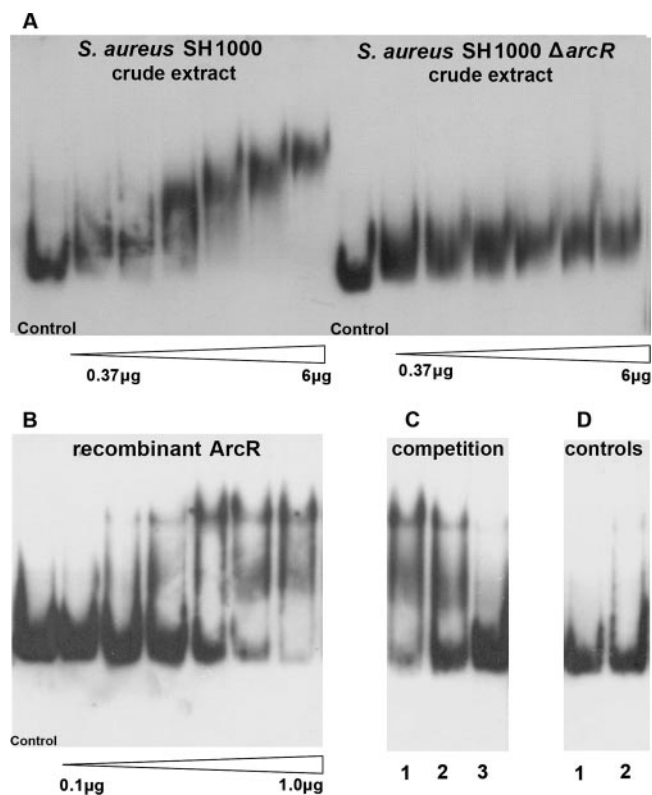 A
S. aureus SH1000
crude extract
S. aureus SH1000 ΔarcR
crude extract
Control
Control
0.37µg
6µg
0.37µg
6µg
B
C
D
recombinant ArcR
competition
controls
Control
0.1µg
1.0µg
1 2 3
1 2